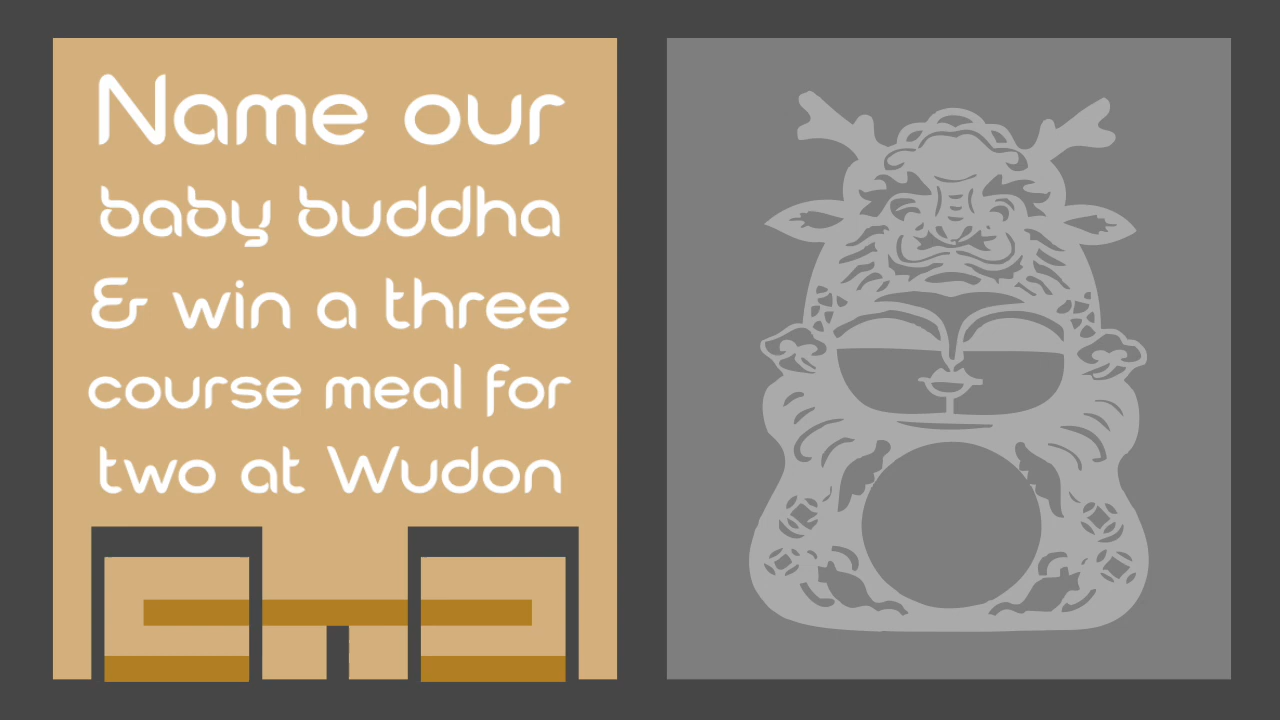 Name our
baby buddha
& win a three
course meal for
two at Wudon